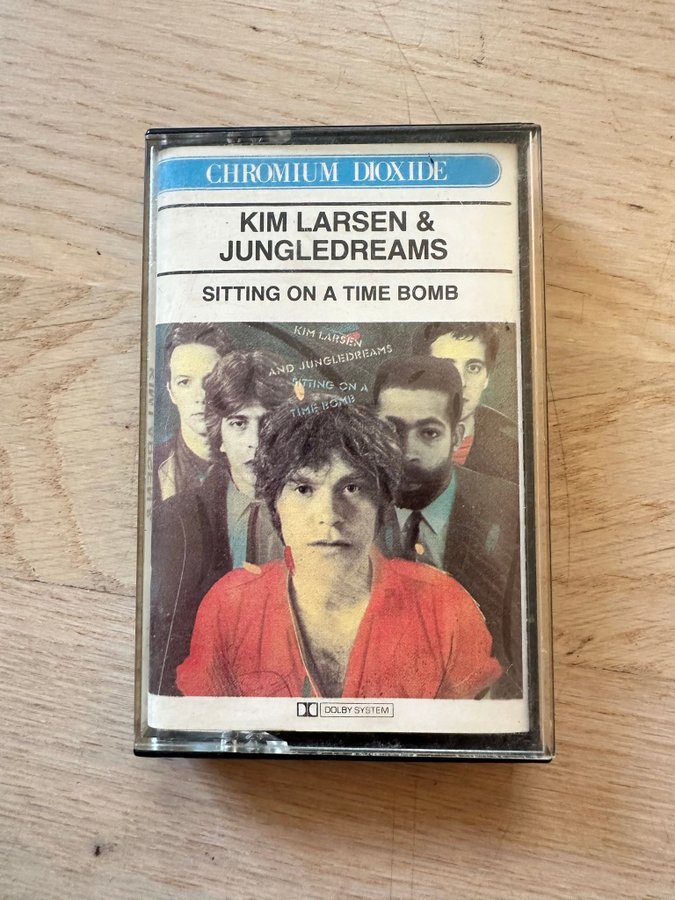 CHROMIUM DIOXIDE
KIM LARSEN &
JUNGLEDREAMS
SITTING ON A TIME BOMB
KIM LARSEN
AND JUNGLEDREAMS
SITTING ON A
TIME BOMB
DOLBY SYSTEM